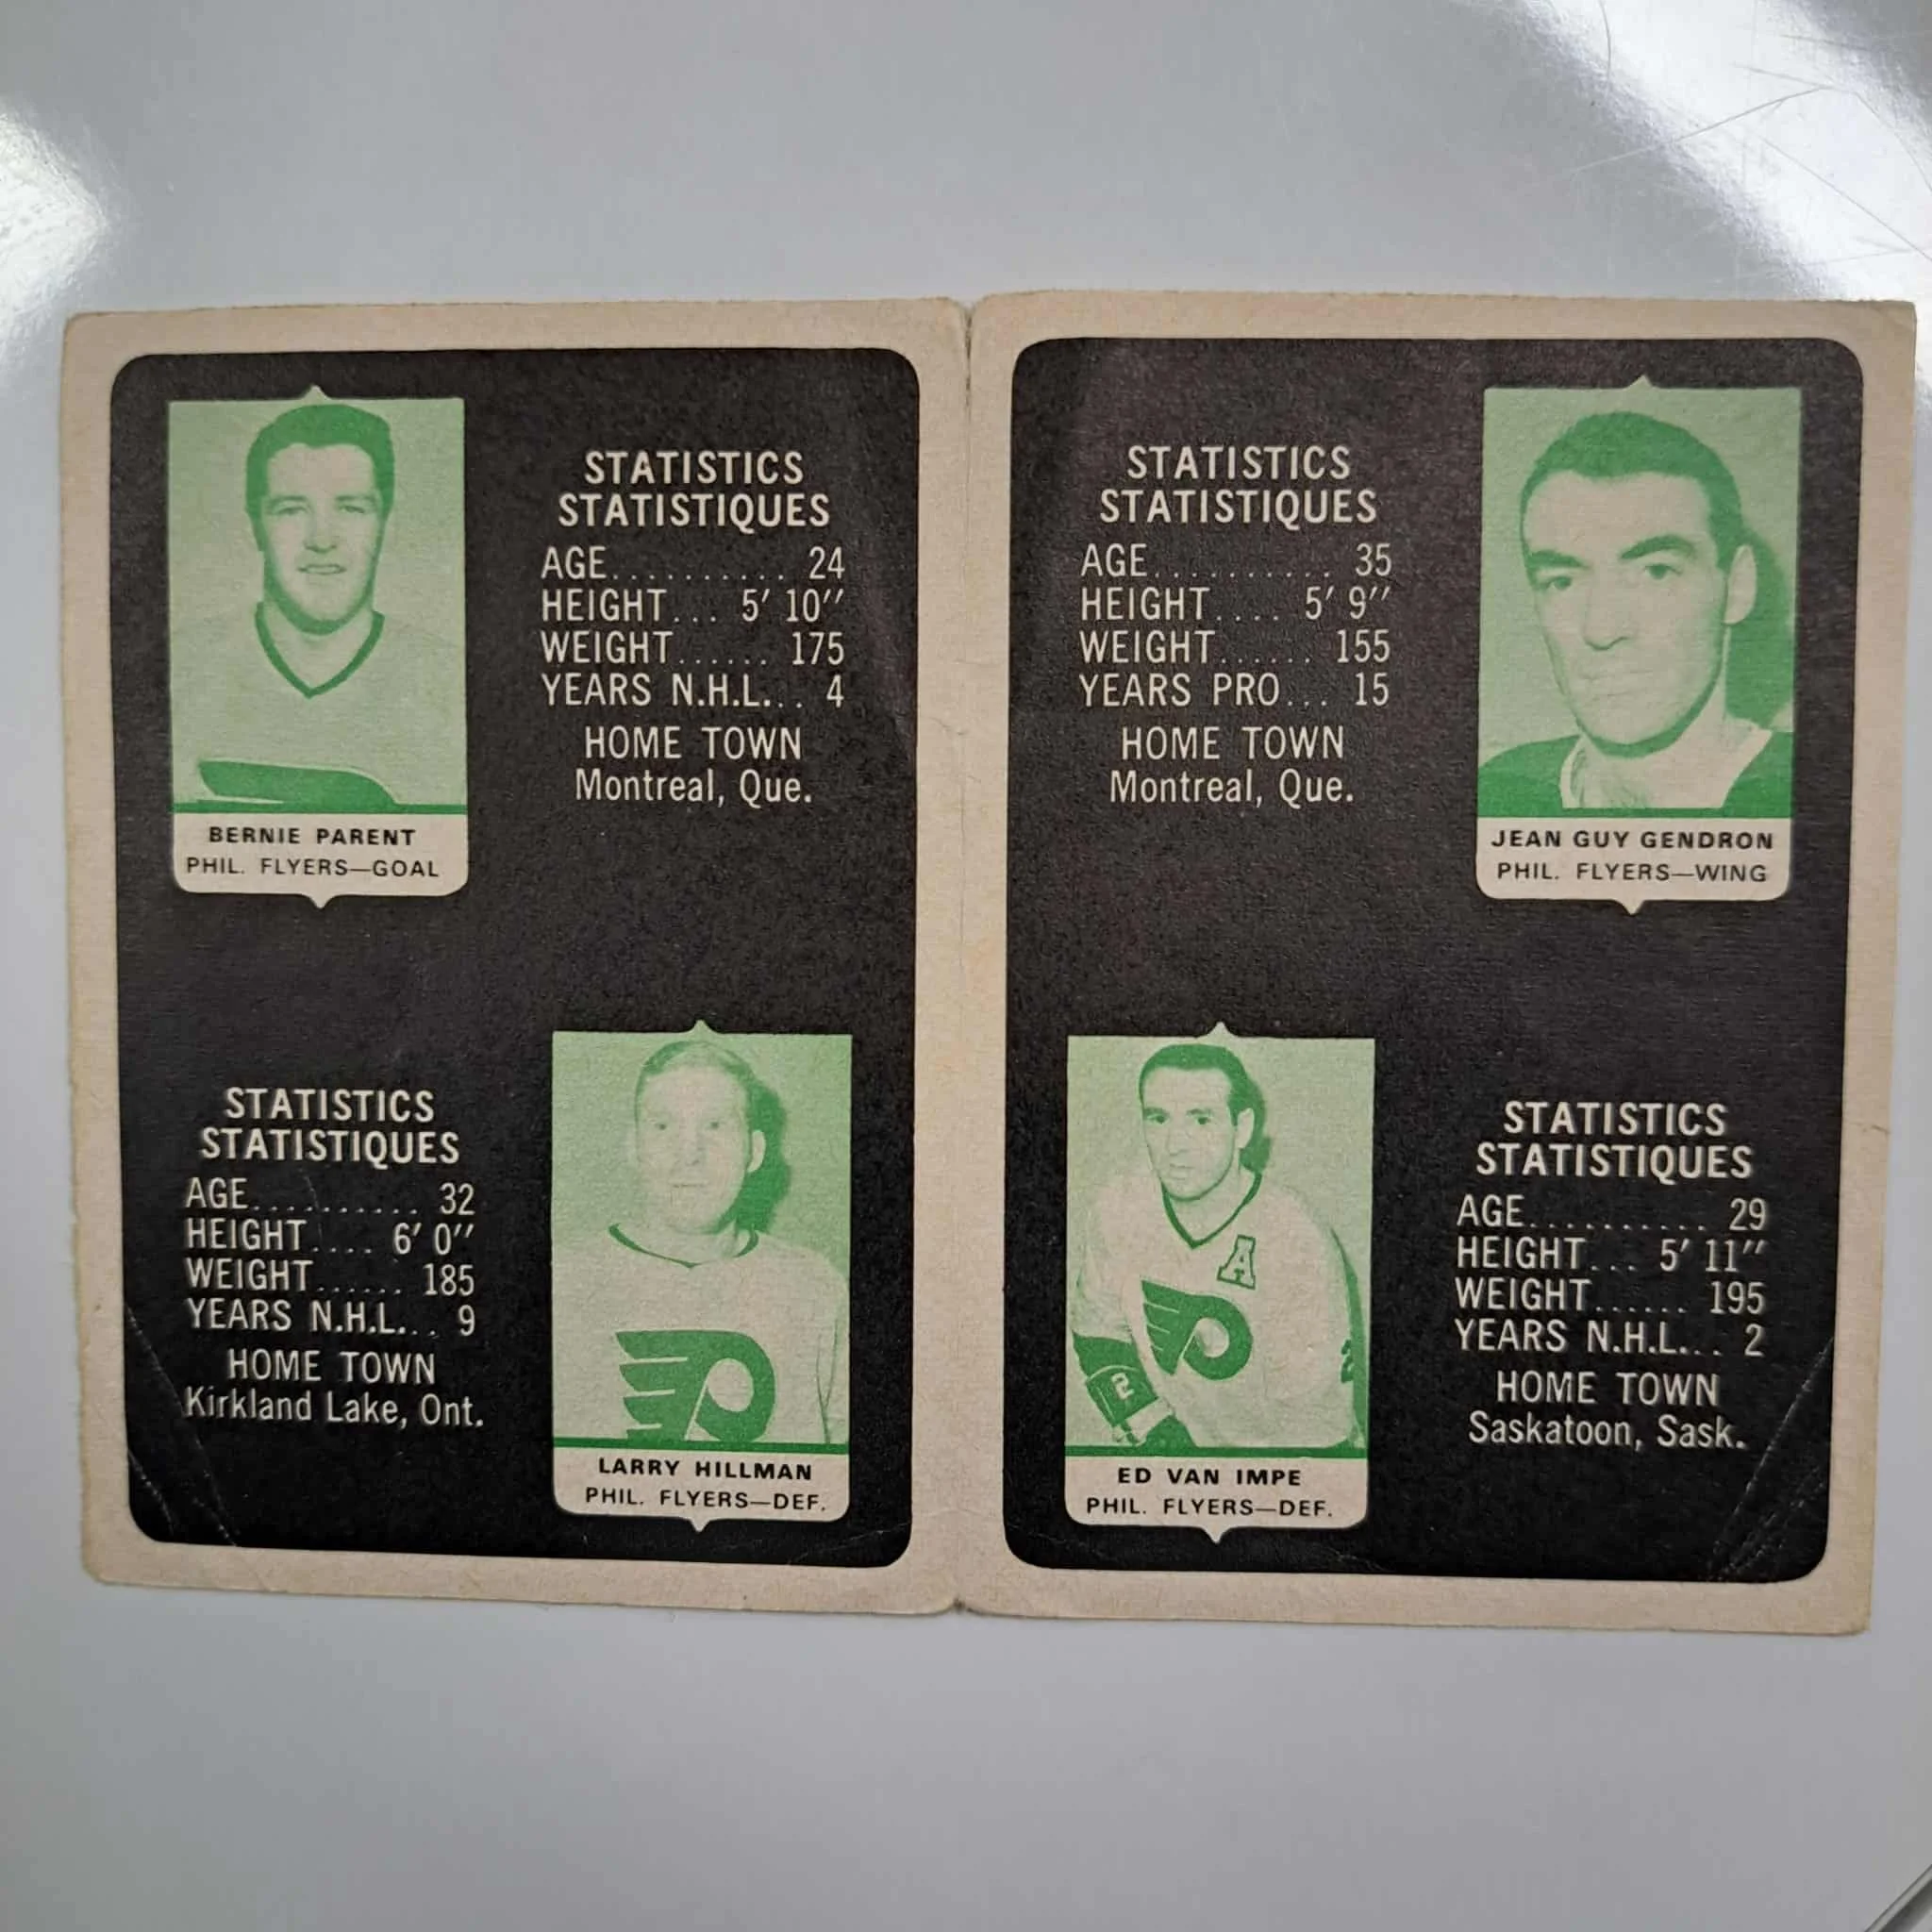 STATISTICS
STATISTIQUES
AGE.......... 24
HEIGHT... 5' 10''
WEIGHT...... 175
YEARS N.H.L... 4
HOME TOWN
Montreal, Que.
BERNIE PARENT
PHIL. FLYERS—GOAL
STATISTICS
STATISTIQUES
AGE.......... 32
HEIGHT.... 6' 0''
WEIGHT...... 185
YEARS N.H.L... 9
HOME TOWN
Kirkland Lake, Ont.
LARRY HILLMAN
PHIL. FLYERS—DEF.
STATISTICS
STATISTIQUES
AGE.......... 35
HEIGHT.... 5' 9''
WEIGHT...... 155
YEARS PRO... 15
HOME TOWN
Montreal, Que.
JEAN GUY GENDRON
PHIL. FLYERS—WING
A
2
ED VAN IMPE
PHIL. FLYERS—DEF.
STATISTICS
STATISTIQUES
AGE.......... 29
HEIGHT... 5' 11''
WEIGHT...... 195
YEARS N.H.L... 2
HOME TOWN
Saskatoon, Sask.